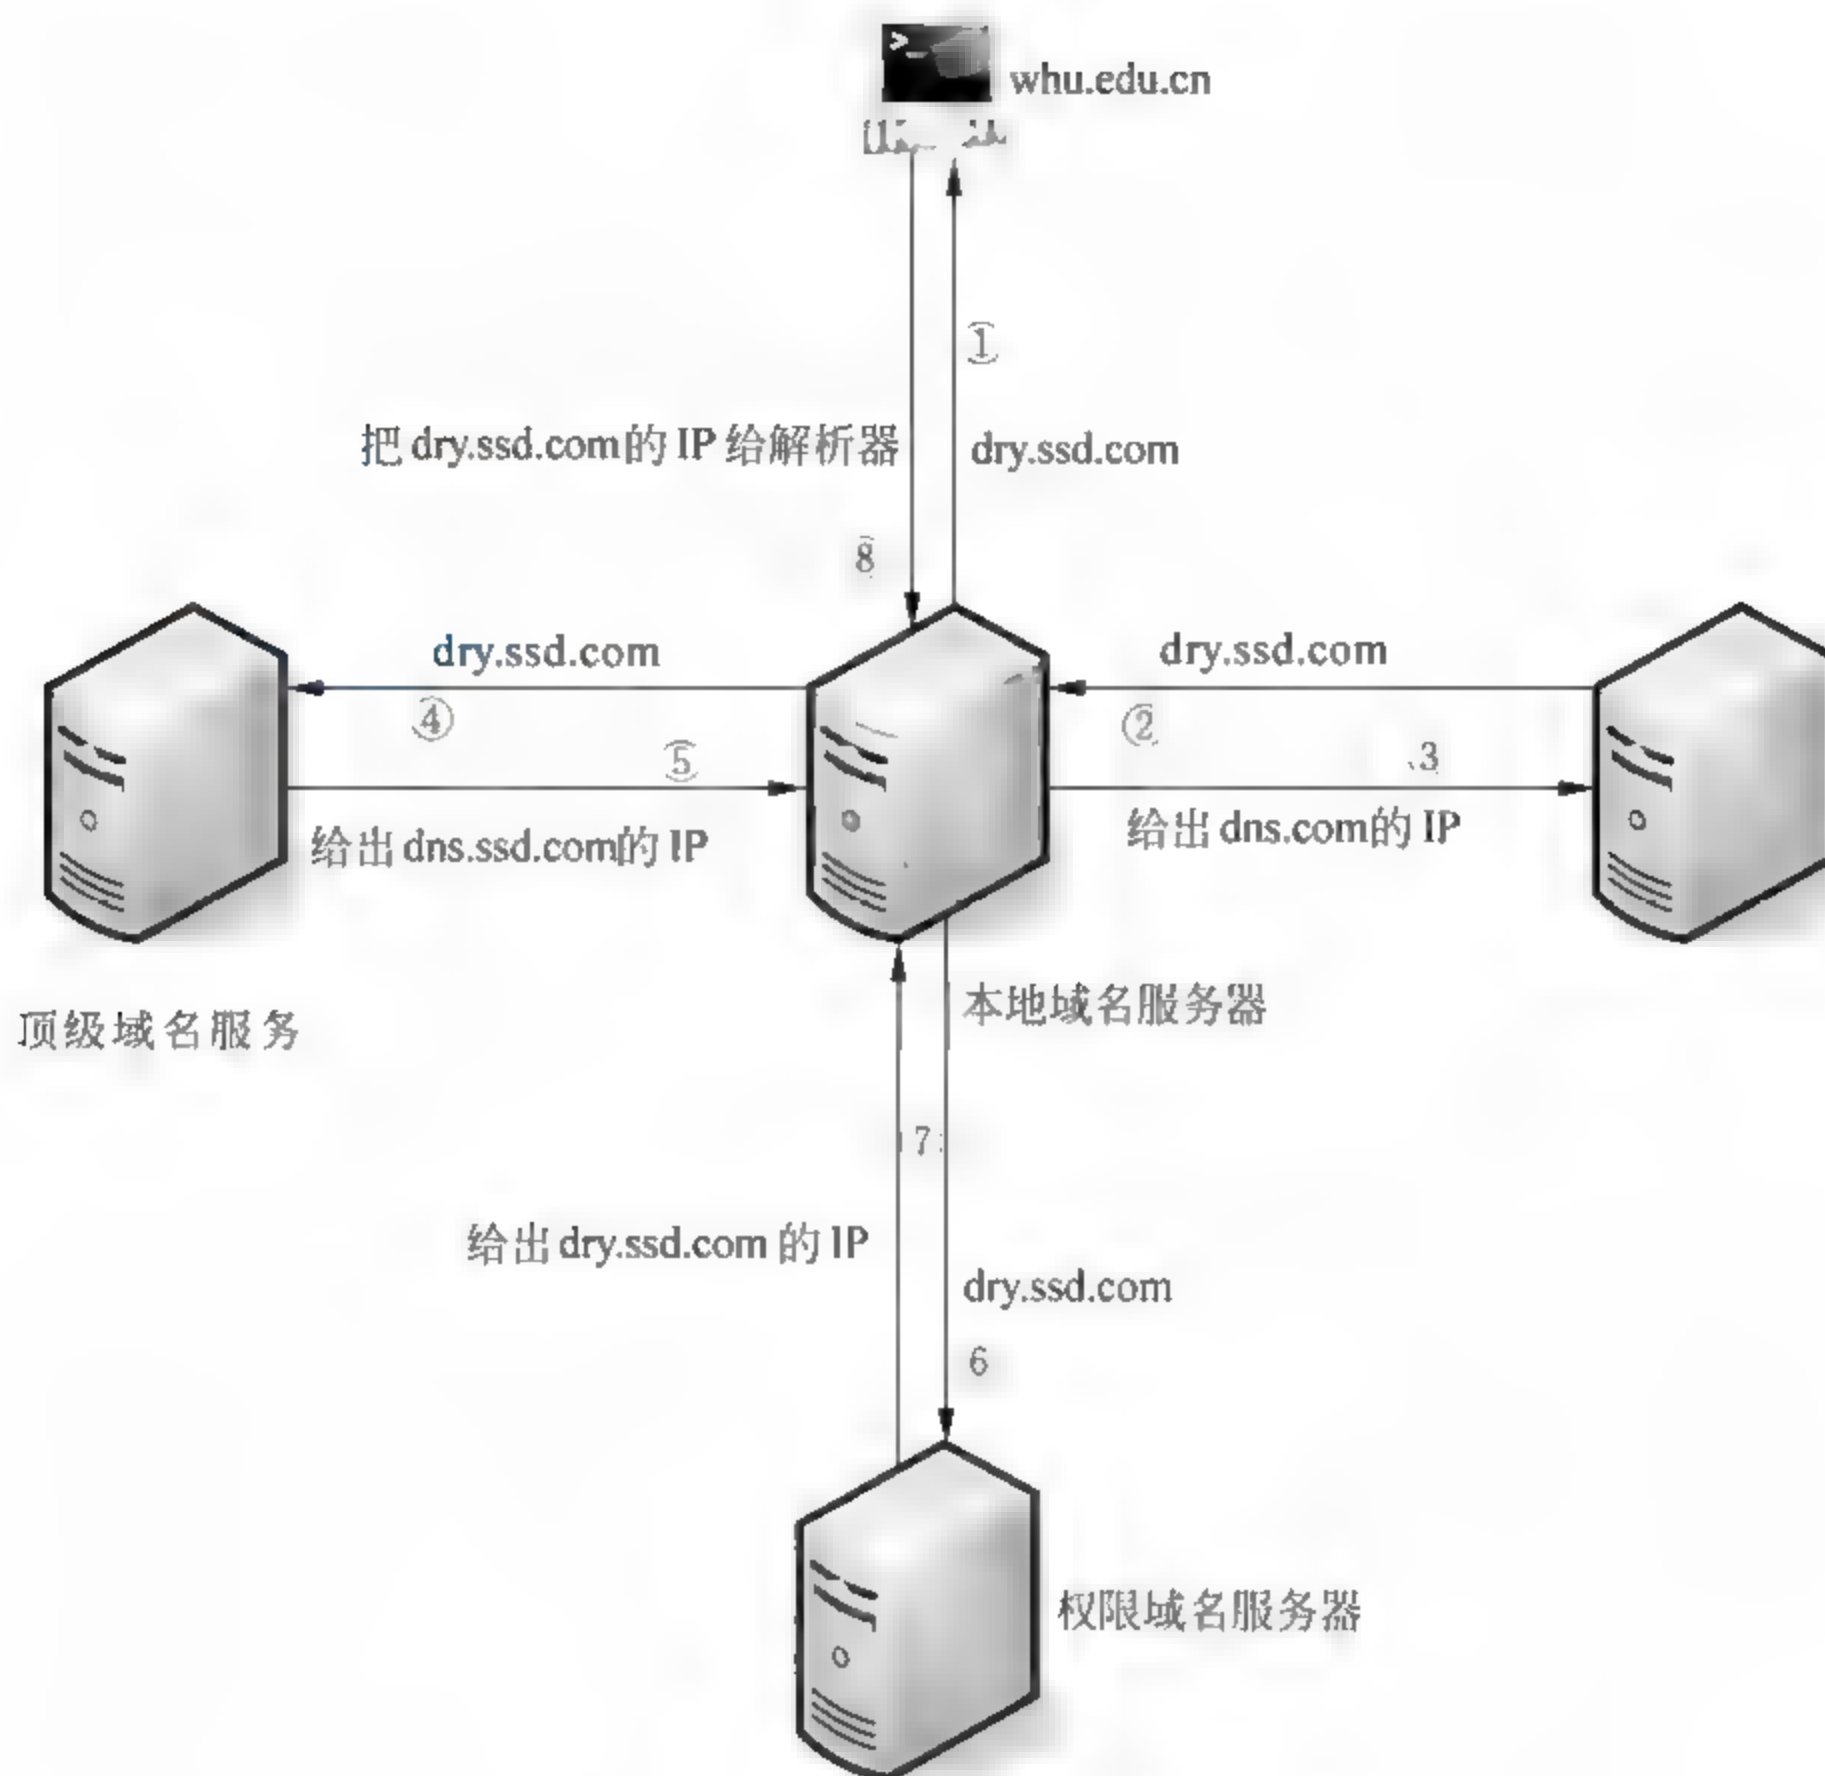 >_
whu.edu.cn
①
把 dry.ssd.com的 IP 给解析器
dry.ssd.com
8
dry.ssd.com
dry.ssd.com
④
②
⑤
3
给出 dns.ssd.com的 IP
给出 dns.com的 IP
本地域名服务器
顶级域名服务
7
给出 dry.ssd.com 的 IP
dry.ssd.com
6
权限域名服务器